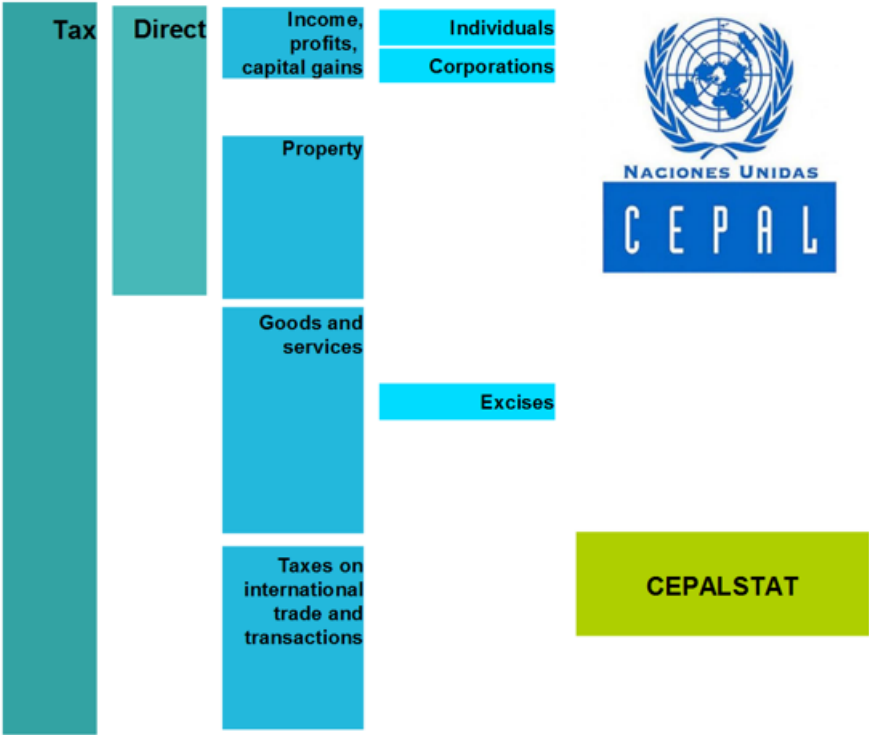 Tax
Direct
Income,
profits,
capital gains
Individuals
Corporations
NACIONES UNIDAS
CEPAL
Property
Goods and
services
Excises
Taxes on
international
trade and
transactions
CEPALSTAT